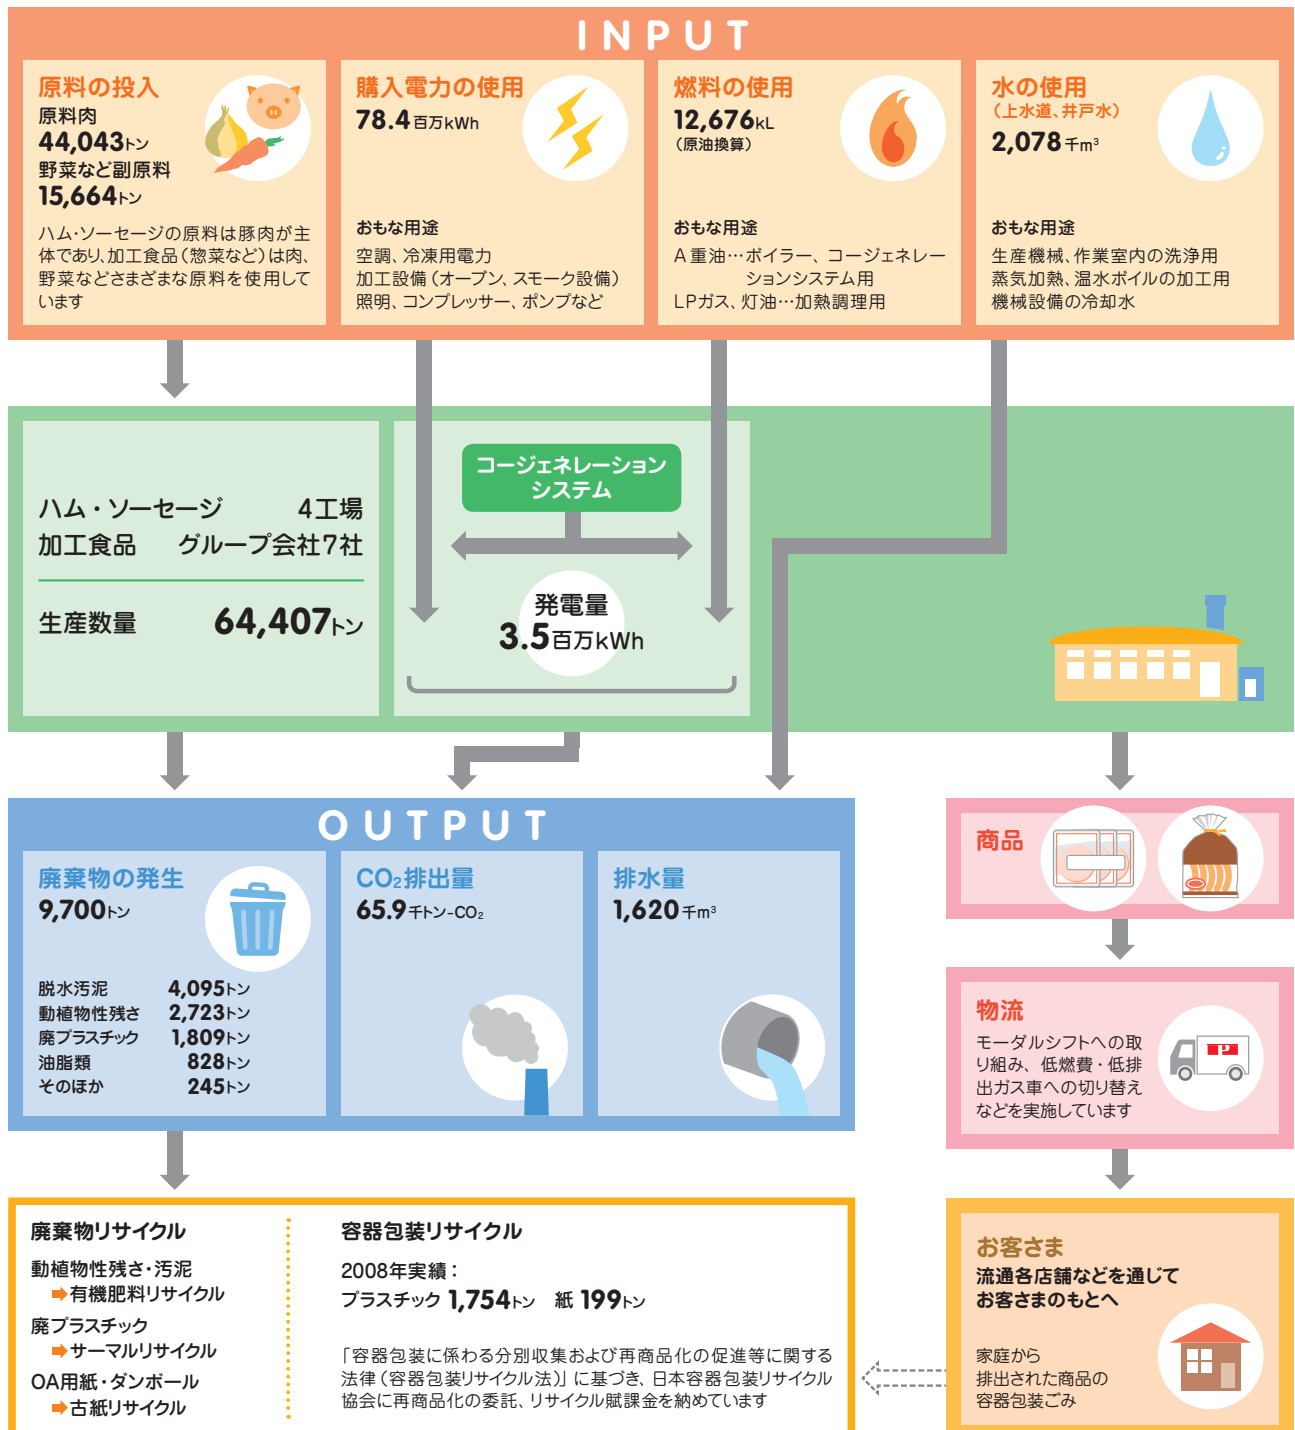 INPUT
原料の投入
原料肉
44,043トン
野菜など副原料
15,664トン
ハム・ソーセージの原料は豚肉が主
体であり、加工食品（惣菜など）は肉、
野菜などさまざまな原料を使用して
います
購入電力の使用
78.4百万kWh
おもな用途
空調、冷凍用電力
加工設備（オーブン、スモーク設備）
照明、コンプレッサー、ポンプなど
燃料の使用
12,676kL
（原油換算）
おもな用途
A重油…ボイラー、コージェネレー
ションシステム用
LPガス、灯油…加熱調理用
水の使用
（上水道、井戸水）
2,078千m³
おもな用途
生産機械、作業室内の洗浄用
蒸気加熱、温水ボイルの加工用
機械設備の冷却水
ハム・ソーセージ 4工場
加工食品 グループ会社7社
生産数量 64,407トン
コージェネレーション
システム
発電量
3.5百万kWh
OUTPUT
廃棄物の発生
9,700トン
脱水汚泥 4,095トン
動植物性残さ 2,723トン
廃プラスチック 1,809トン
油脂類 828トン
そのほか 245トン
CO₂排出量
65.9千トン-CO₂
排水量
1,620千m³
商品
物流
モーダルシフトへの取
り組み、低燃費・低排
出ガス車への切り替え
などを実施しています
廃棄物リサイクル
動植物性残さ・汚泥
➡有機肥料リサイクル
廃プラスチック
➡サーマルリサイクル
OA用紙・ダンボール
➡古紙リサイクル
容器包装リサイクル
2008年実績：
プラスチック 1,754トン 紙 199トン
「容器包装に係わる分別収集および再商品化の促進等に関する
法律（容器包装リサイクル法）」に基づき、日本容器包装リサイクル
協会に再商品化の委託、リサイクル賦課金を納めています
お客さま
流通各店舗などを通じて
お客さまのもとへ
家庭から
排出された商品の
容器包装ごみ